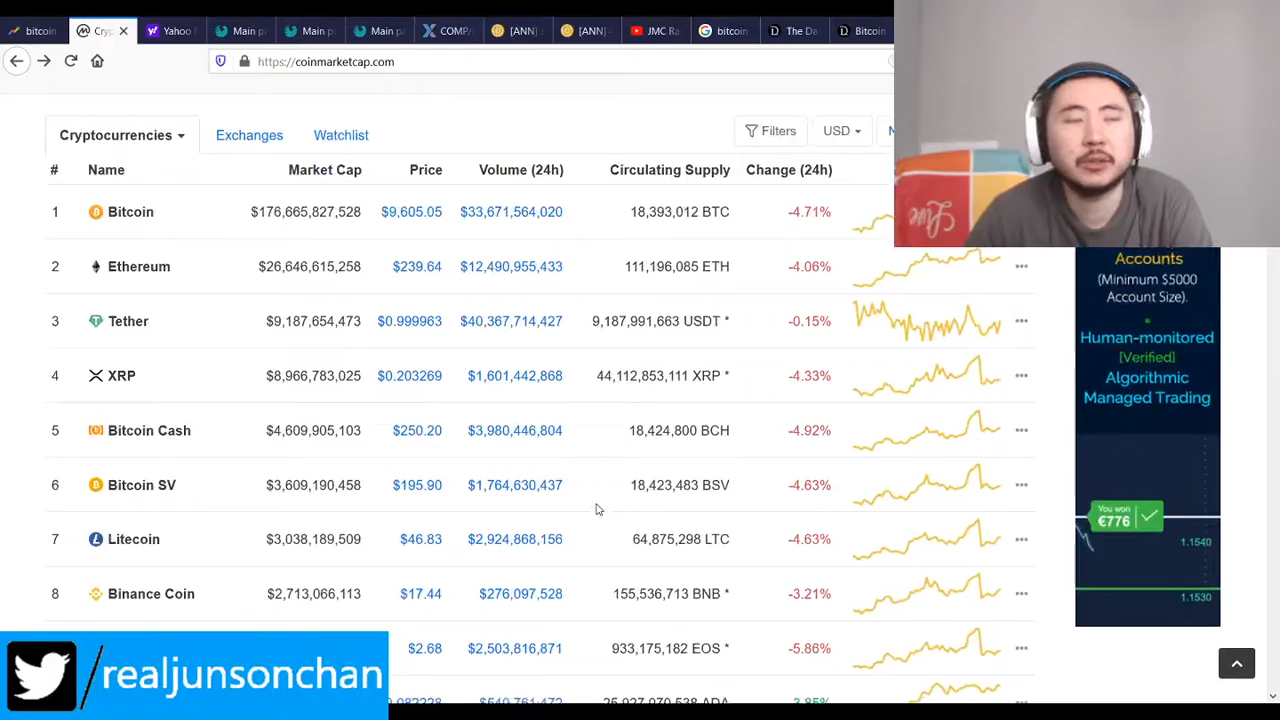 bitcoin
Cryp
Yahoo
Main p
Main p
Main p
COMP/
[ANN]
[ANN]
JMC Ra
bitcoin
The Da
Bitcoin
https://coinmarketcap.com
Cryptocurrencies
Exchanges
Watchlist
Filters
USD
# Name Market Cap Price Volume (24h) Circulating Supply Change (24h)
1 Bitcoin $176,665,827,528 $9,605.05 $33,671,564,020 18,393,012 BTC -4.71%
2 Ethereum $26,646,615,258 $239.64 $12,490,955,433 111,196,085 ETH -4.06%
3 Tether $9,187,654,473 $0.999963 $40,367,714,427 9,187,991,663 USDT * -0.15%
4 XRP $8,966,783,025 $0.203269 $1,601,442,868 44,112,853,111 XRP * -4.33%
5 Bitcoin Cash $4,609,905,103 $250.20 $3,980,446,804 18,424,800 BCH -4.92%
6 Bitcoin SV $3,609,190,458 $195.90 $1,764,630,437 18,423,483 BSV -4.63%
7 Litecoin $3,038,189,509 $46.83 $2,924,868,156 64,875,298 LTC -4.63%
8 Binance Coin $2,713,066,113 $17.44 $276,097,528 155,536,713 BNB * -3.21%
$2.68 $2,503,816,871 933,175,182 EOS * -5.86%
Live
Accounts
(Minimum $5000
Account Size).
Human-monitored
[Verified]
Algorithmic
Managed Trading
You won
€776
1.1540
1.1530
/realjunsonchan